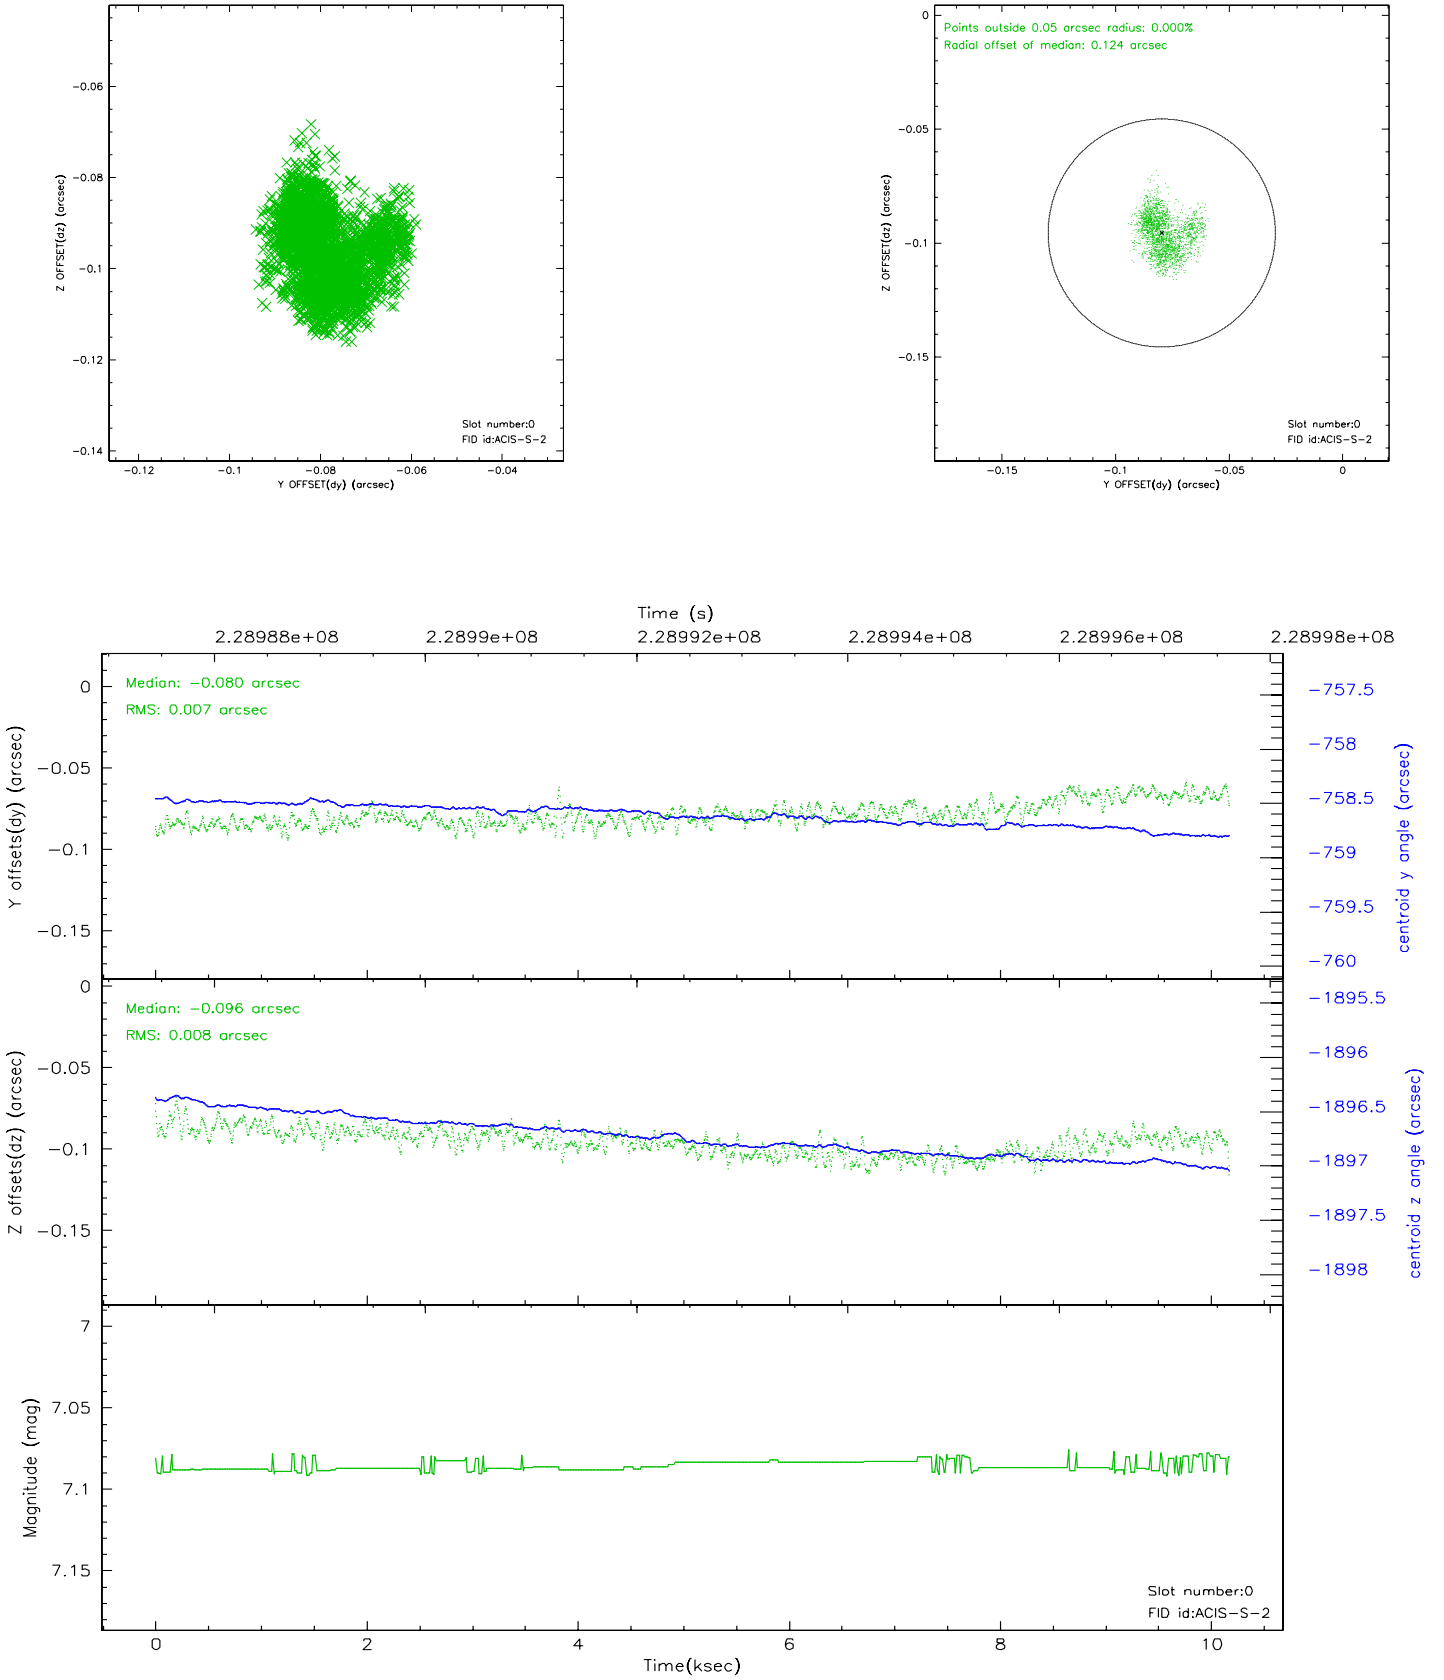 −0.06
−0.08
−0.1
−0.12
−0.14
Z OFFSET(dz) (arcsec)
Slot number:0
FID id:ACIS−S−2
−0.12 −0.1 −0.08 −0.06 −0.04
Y OFFSET(dy) (arcsec)
Points outside 0.05 arcsec radius: 0.000%
Radial offset of median: 0.124 arcsec
0
−0.05
−0.1
−0.15
Z OFFSET(dz) (arcsec)
Slot number:0
FID id:ACIS−S−2
−0.15 −0.1 −0.05 0
Y OFFSET(dy) (arcsec)
Time (s)
2.28988e+08 2.2899e+08 2.28992e+08 2.28994e+08 2.28996e+08 2.28998e+08
Median: −0.080 arcsec
RMS: 0.007 arcsec
0
−0.05
−0.1
−0.15
Y offsets(dy) (arcsec)
−757.5
−758
−758.5
−759
−759.5
−760
centroid y angle (arcsec)
Median: −0.096 arcsec
RMS: 0.008 arcsec
0
−0.05
−0.1
−0.15
Z offsets(dz) (arcsec)
−1895.5
−1896
−1896.5
−1897
−1897.5
−1898
centroid z angle (arcsec)
7
7.05
7.1
7.15
Magnitude (mag)
Slot number:0
FID id:ACIS−S−2
0 2 4 6 8 10
Time(ksec)